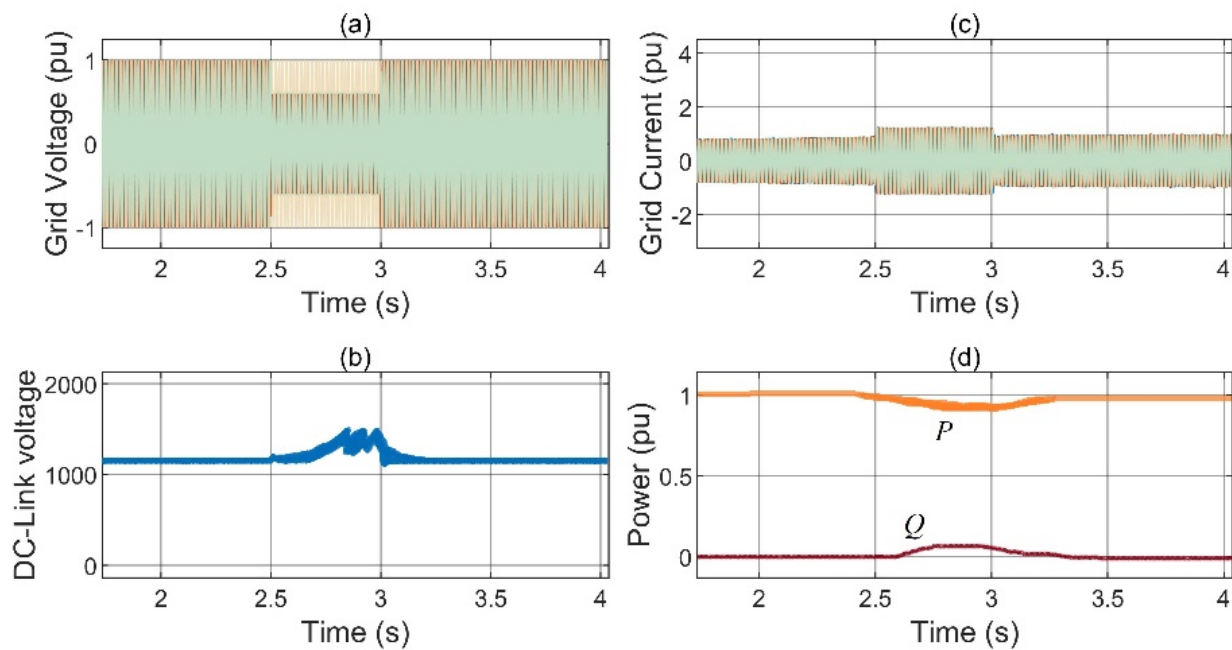 (a)
Grid Voltage (pu)
1
0
-1
2 2.5 3 3.5 4
Time (s)
(c)
Grid Current (pu)
4
2
0
-2
2 2.5 3 3.5 4
Time (s)
(b)
DC-Link voltage
2000
1000
0
2 2.5 3 3.5 4
Time (s)
(d)
Power (pu)
1
0.5
0
P
Q
2 2.5 3 3.5 4
Time (s)